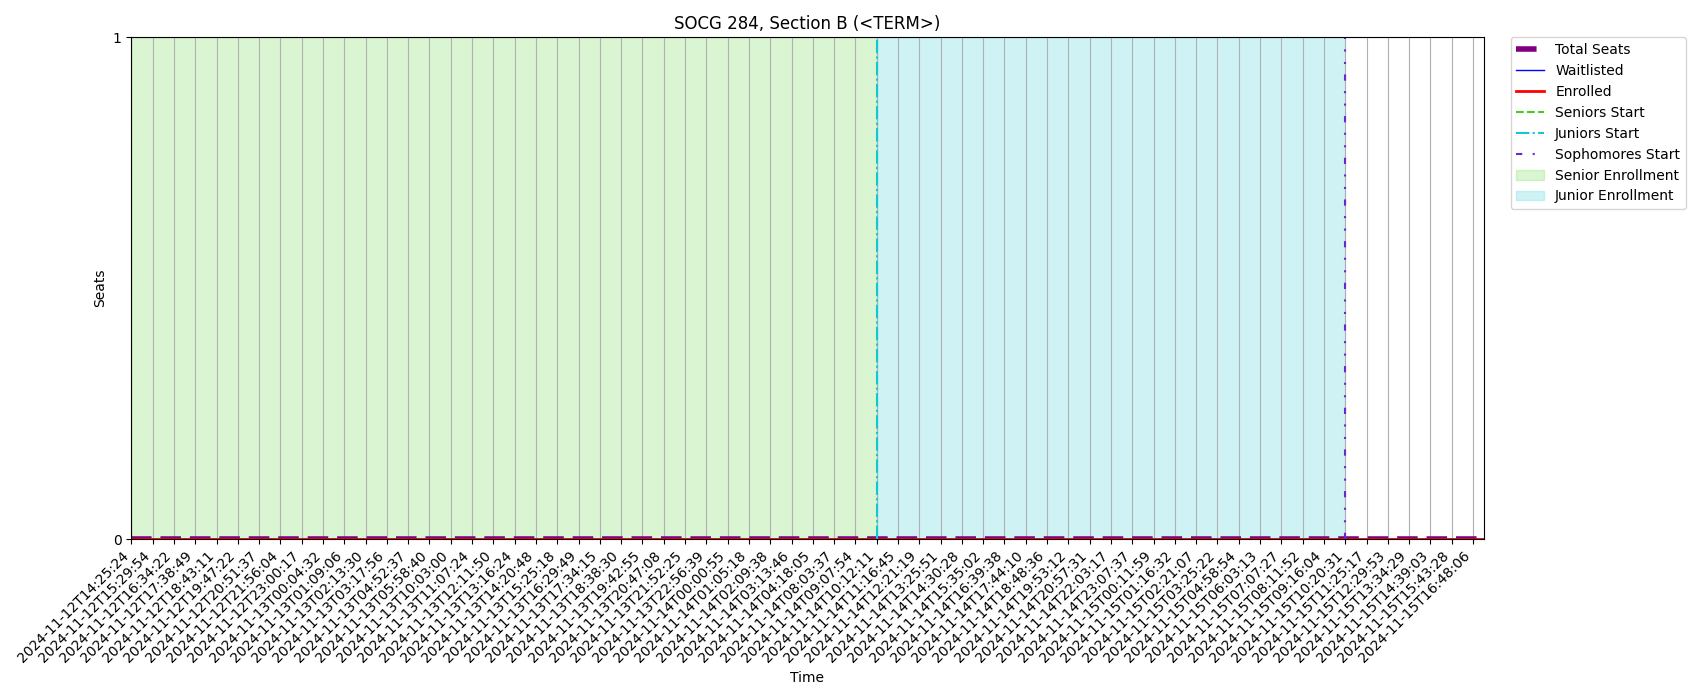 SOCG 284, Section B (<TERM>)
1
0
Seats
Total Seats
Waitlisted
Enrolled
Seniors Start
Juniors Start
Sophomores Start
Senior Enrollment
Junior Enrollment
2024-11-12T14:25:24
2024-11-12T15:29:54
2024-11-12T16:34:22
2024-11-12T17:38:49
2024-11-12T18:43:11
2024-11-12T19:47:22
2024-11-12T20:51:37
2024-11-12T21:56:04
2024-11-12T23:00:17
2024-11-13T00:04:32
2024-11-13T01:09:06
2024-11-13T02:13:30
2024-11-13T03:17:56
2024-11-13T04:52:37
2024-11-13T05:58:40
2024-11-13T10:03:00
2024-11-13T11:07:24
2024-11-13T12:11:50
2024-11-13T13:16:24
2024-11-13T14:20:48
2024-11-13T15:25:18
2024-11-13T16:29:49
2024-11-13T17:34:15
2024-11-13T18:38:30
2024-11-13T19:42:55
2024-11-13T20:47:08
2024-11-13T21:52:25
2024-11-13T22:56:39
2024-11-14T00:00:55
2024-11-14T01:05:18
2024-11-14T02:09:38
2024-11-14T03:13:46
2024-11-14T04:18:05
2024-11-14T08:03:37
2024-11-14T09:07:54
2024-11-14T10:12:11
2024-11-14T11:16:45
2024-11-14T12:21:19
2024-11-14T13:25:51
2024-11-14T14:30:28
2024-11-14T15:35:02
2024-11-14T16:39:38
2024-11-14T17:44:10
2024-11-14T18:48:36
2024-11-14T19:53:12
2024-11-14T20:57:31
2024-11-14T22:03:17
2024-11-14T23:07:37
2024-11-15T00:11:59
2024-11-15T01:16:32
2024-11-15T02:21:07
2024-11-15T03:25:22
2024-11-15T04:58:54
2024-11-15T06:03:13
2024-11-15T07:07:27
2024-11-15T08:11:52
2024-11-15T09:16:04
2024-11-15T10:20:31
2024-11-15T11:25:17
2024-11-15T12:29:53
2024-11-15T13:34:29
2024-11-15T14:39:03
2024-11-15T15:43:28
2024-11-15T16:48:06
Time